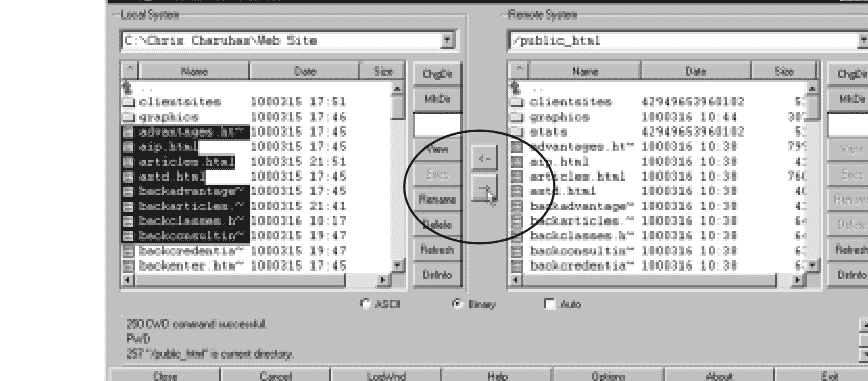 Local System
Remote System
C:\Chris Charuhas\Web Site
/public_html
^ Name Date Size
ChgDir
^ Name Date Size
ChgDir
..
..
MkDir
MkDir
clientsites 1000315 17:51
clientsites 42949653960102
graphics 1000315 17:46
graphics 1000316 10:44
advantages.ht~ 1000315 17:45
stats 42949653960102
aip.html 1000315 17:45
advantages.ht~ 1000316 10:38
View
<-
View
articles.html 1000315 21:51
aip.html 1000316 10:38
astd.html 1000315 17:45
articles.html 1000316 10:38
Exec
Exec
backadvantage~ 1000315 17:45
astd.html 1000316 10:38
Rename
->
Rename
backarticles.~ 1000315 21:41
backadvantage~ 1000316 10:38
backclasses.h~ 1000316 10:17
backarticles.~ 1000316 10:38
Delete
Delete
backconsultin~ 1000315 19:47
backclasses.h~ 1000316 10:38
backcredentia~ 1000315 19:47
backconsultin~ 1000316 10:38
Refresh
Refresh
backenter.htm~ 1000315 17:45
backcredentia~ 1000316 10:38
DirInfo
DirInfo
ASCII Binary Auto
250 CWD command successful.
PWD
257 "/public_html" is current directory.
Close Cancel LogWnd Help Options About Exit